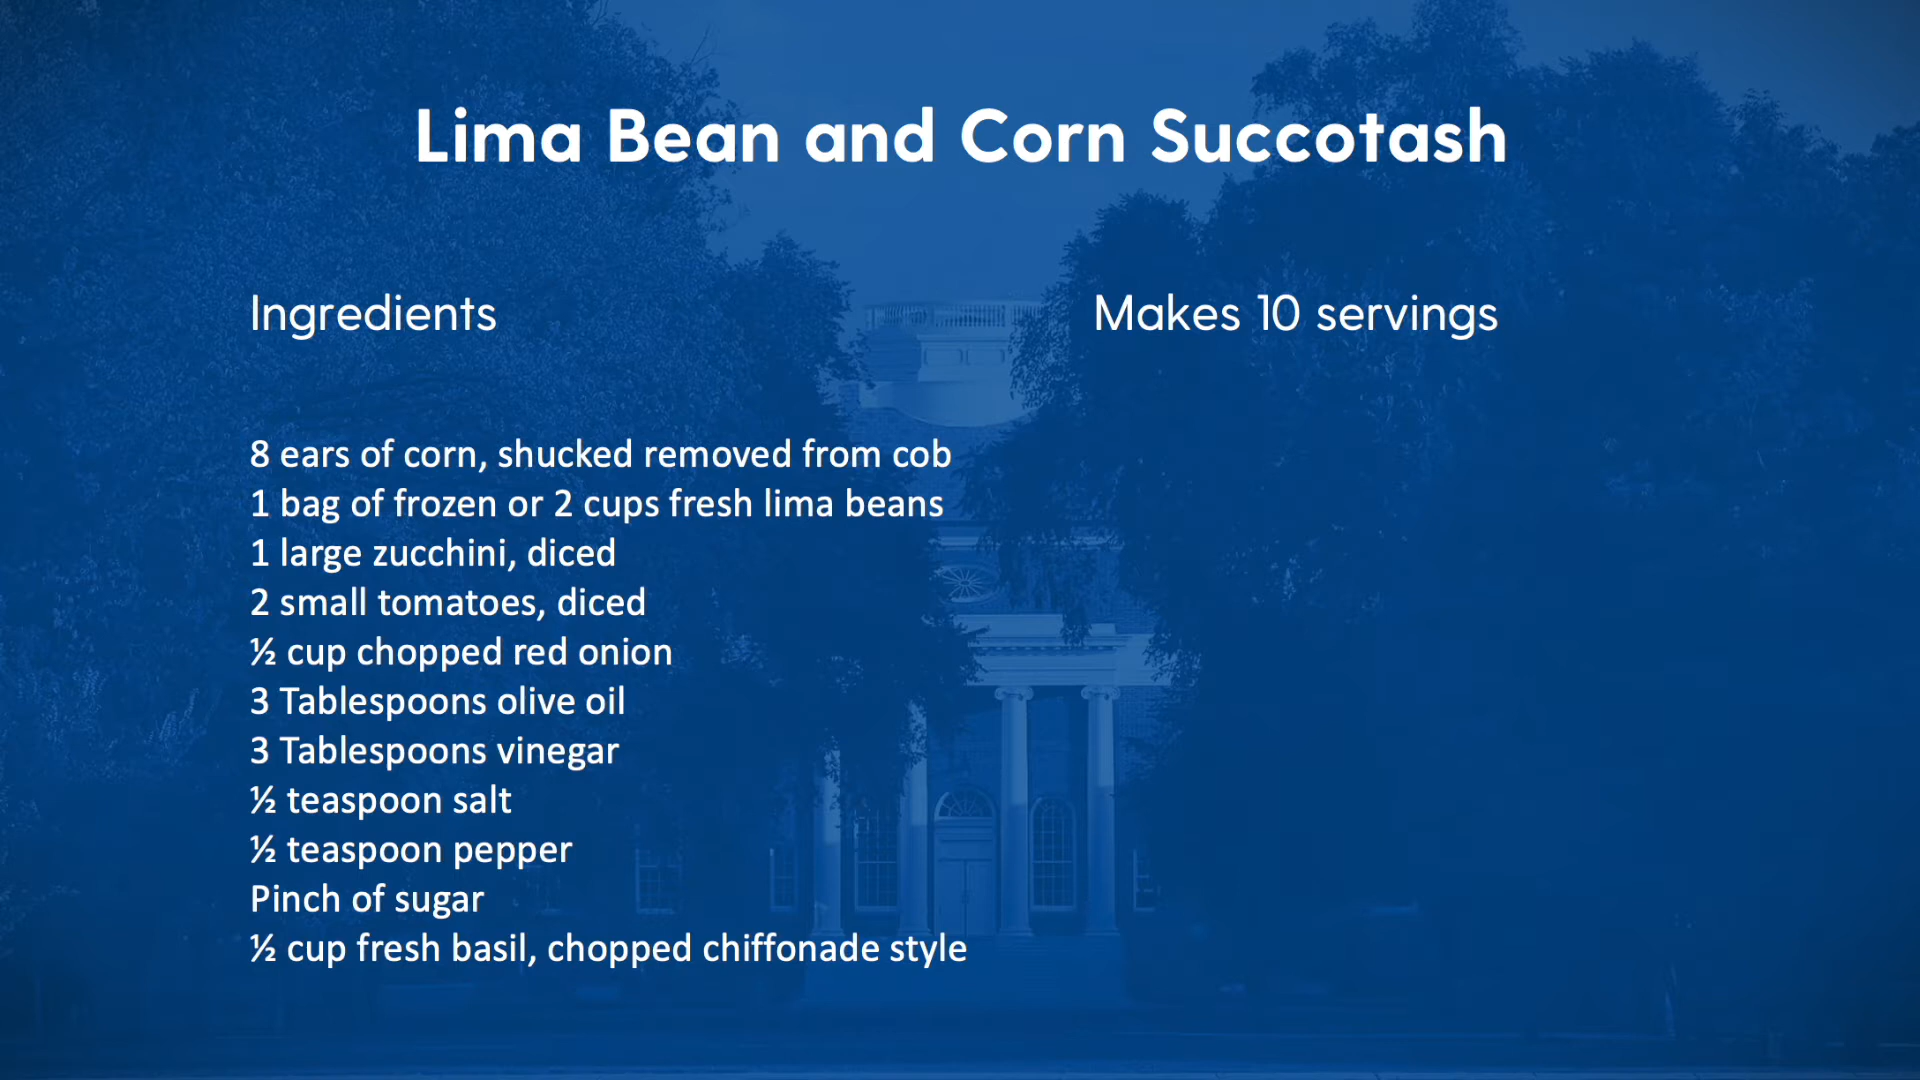 Lima Bean and Corn Succotash
Ingredients
Makes 10 servings
8 ears of corn, shucked removed from cob
1 bag of frozen or 2 cups fresh lima beans
1 large zucchini, diced
2 small tomatoes, diced
½ cup chopped red onion
3 Tablespoons olive oil
3 Tablespoons vinegar
½ teaspoon salt
½ teaspoon pepper
Pinch of sugar
½ cup fresh basil, chopped chiffonade style